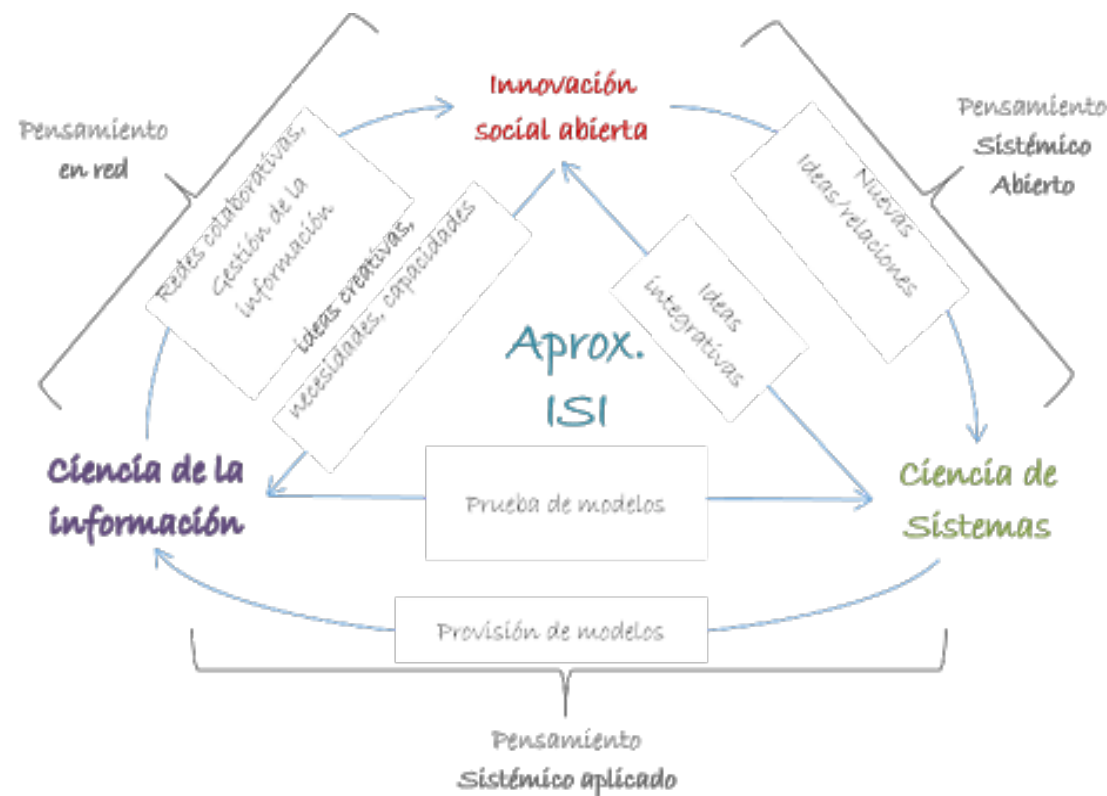 Innovación
social abierta
Pensamiento
en red
Pensamiento
Sistémico
Abierto
Redes colaborativas,
Gestión de la
información
ideas creativas,
necesidades, capacidades
Nuevas
Ideas/relaciones
Ideas
integrativas
Aprox.
ISI
Ciencia de la
información
Prueba de modelos
Ciencia de
Sistemas
Provisión de modelos
Pensamiento
Sistémico aplicado